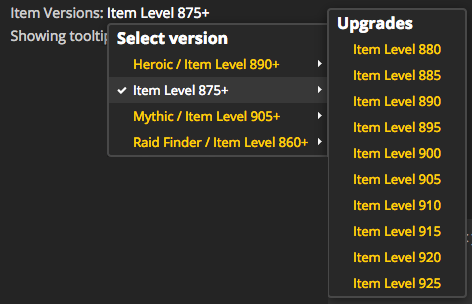 Item Versions: Item Level 875+
Showing tooltip
Select version
Heroic / Item Level 890+
Item Level 875+
Mythic / Item Level 905+
Raid Finder / Item Level 860+
Upgrades
Item Level 880
Item Level 885
Item Level 890
Item Level 895
Item Level 900
Item Level 905
Item Level 910
Item Level 915
Item Level 920
Item Level 925